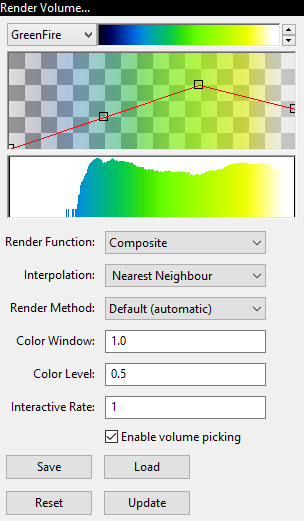 Render Volume...
GreenFire
Render Function: Composite
Interpolation: Nearest Neighbour
Render Method: Default (automatic)
Color Window: 1.0
Color Level: 0.5
Interactive Rate: 1
Enable volume picking
Save Load
Reset Update